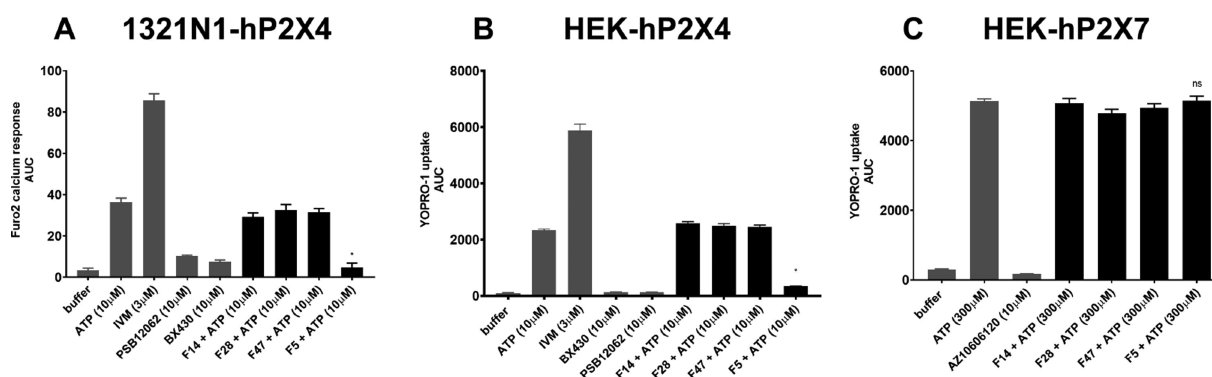 A 1321N1-hP2X4
Furo2 calcium response
AUC
100
80
60
40
20
0
*
buffer
ATP (10µM)
IVM (3µM)
PSB12062 (10µM)
BX430 (10µM)
F14 + ATP (10µM)
F28 + ATP (10µM)
F47 + ATP (10µM)
F5 + ATP (10µM)
B HEK-hP2X4
YOPRO-1 uptake
AUC
8000
6000
4000
2000
0
*
buffer
ATP (10µM)
IVM (3µM)
BX430 (10µM)
PSB12062 (10µM)
F14 + ATP (10µM)
F28 + ATP (10µM)
F47 + ATP (10µM)
F5 + ATP (10µM)
C HEK-hP2X7
YOPRO-1 uptake
AUC
6000
4000
2000
0
ns
buffer
ATP (300µM)
AZ10606120 (10µM)
F14 + ATP (300µM)
F28 + ATP (300µM)
F47 + ATP (300µM)
F5 + ATP (300µM)